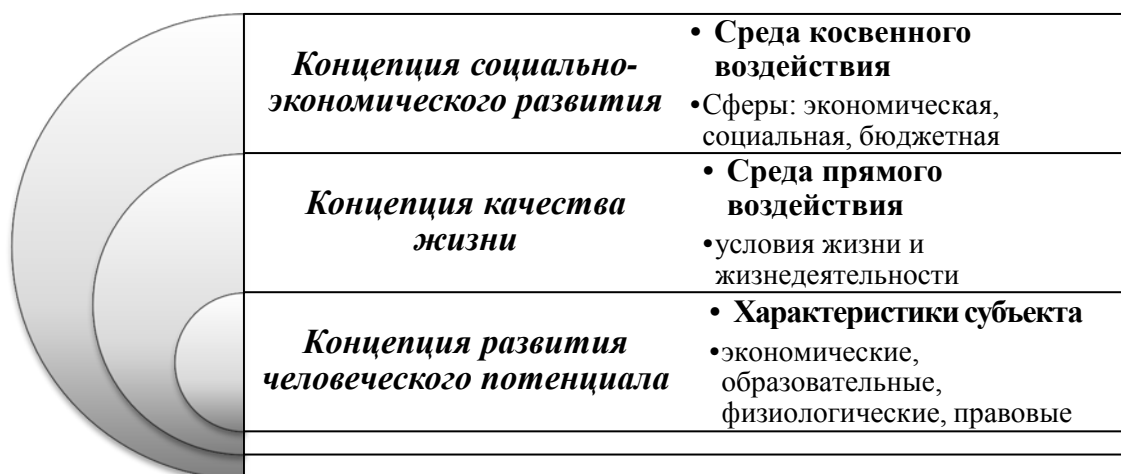 Концепция социально-
экономического развития
• Среда косвенного
воздействия
•Сферы: экономическая,
социальная, бюджетная
Концепция качества
жизни
• Среда прямого
воздействия
•условия жизни и
жизнедеятельности
Концепция развития
человеческого потенциала
• Характеристики субъекта
•экономические,
образовательные,
физиологические, правовые